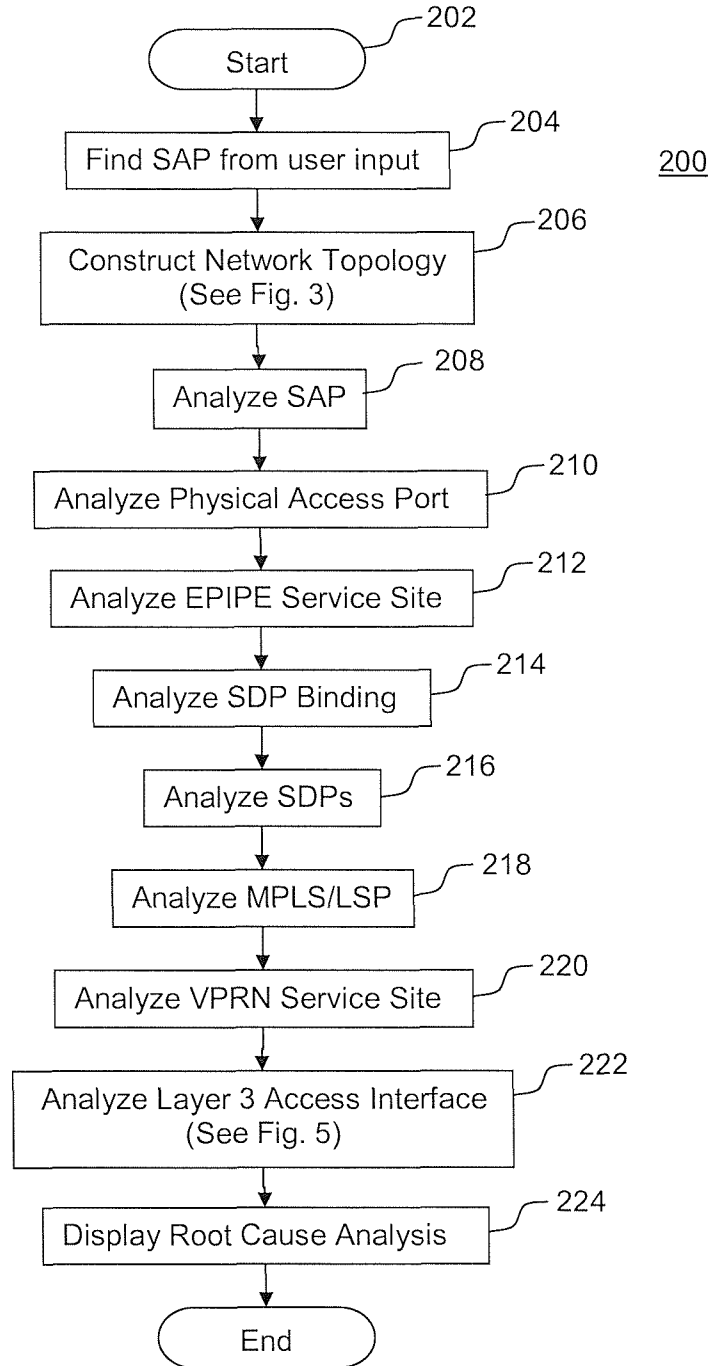 202
Start
204
Find SAP from user input
200
206
Construct Network Topology
(See Fig. 3)
208
Analyze SAP
210
Analyze Physical Access Port
212
Analyze EPIPE Service Site
214
Analyze SDP Binding
216
Analyze SDPs
218
Analyze MPLS/LSP
220
Analyze VPRN Service Site
222
Analyze Layer 3 Access Interface
(See Fig. 5)
224
Display Root Cause Analysis
End